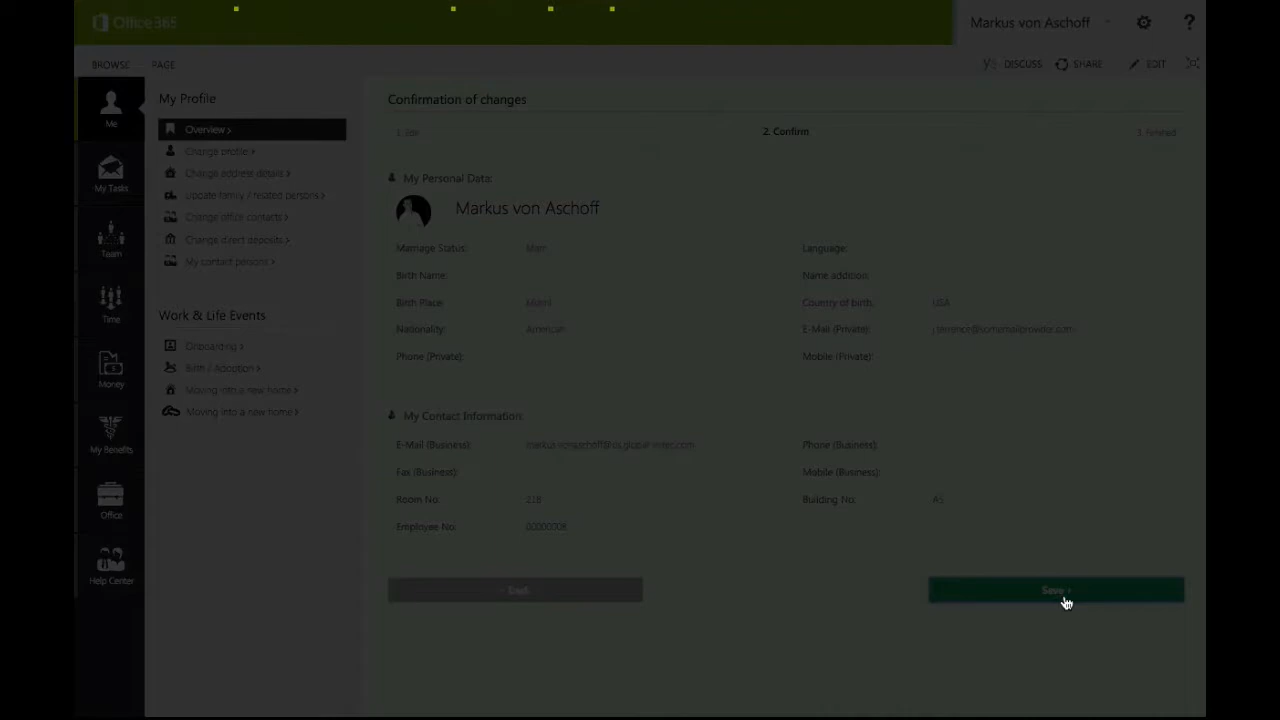 Office 365
Markus von Aschoff
?
BROWSE PAGE
DISCUSS SHARE EDIT
Me
My Tasks
Team
Time
Money
My Benefits
Office
Help Center
My Profile
Overview >
Change profile >
Change address details >
Update family / related persons >
Change office contacts >
Change direct deposits >
My contact persons >
Work & Life Events
Onboarding >
Birth / Adoption >
Moving into a new home >
Moving into a new home >
Confirmation of changes
1. Edit 2. Confirm 3. Finished
My Personal Data:
Markus von Aschoff
Marriage Status: Language:
Birth Name: Name addition:
Birth Place: Miami Country of birth: USA
Nationality: American E-Mail (Private):
Phone (Private): Mobile (Private):
My Contact Information:
E-Mail (Business): Phone (Business):
Fax (Business): Mobile (Business):
Room No: 21B Building No: A5
Employee No:
Save >